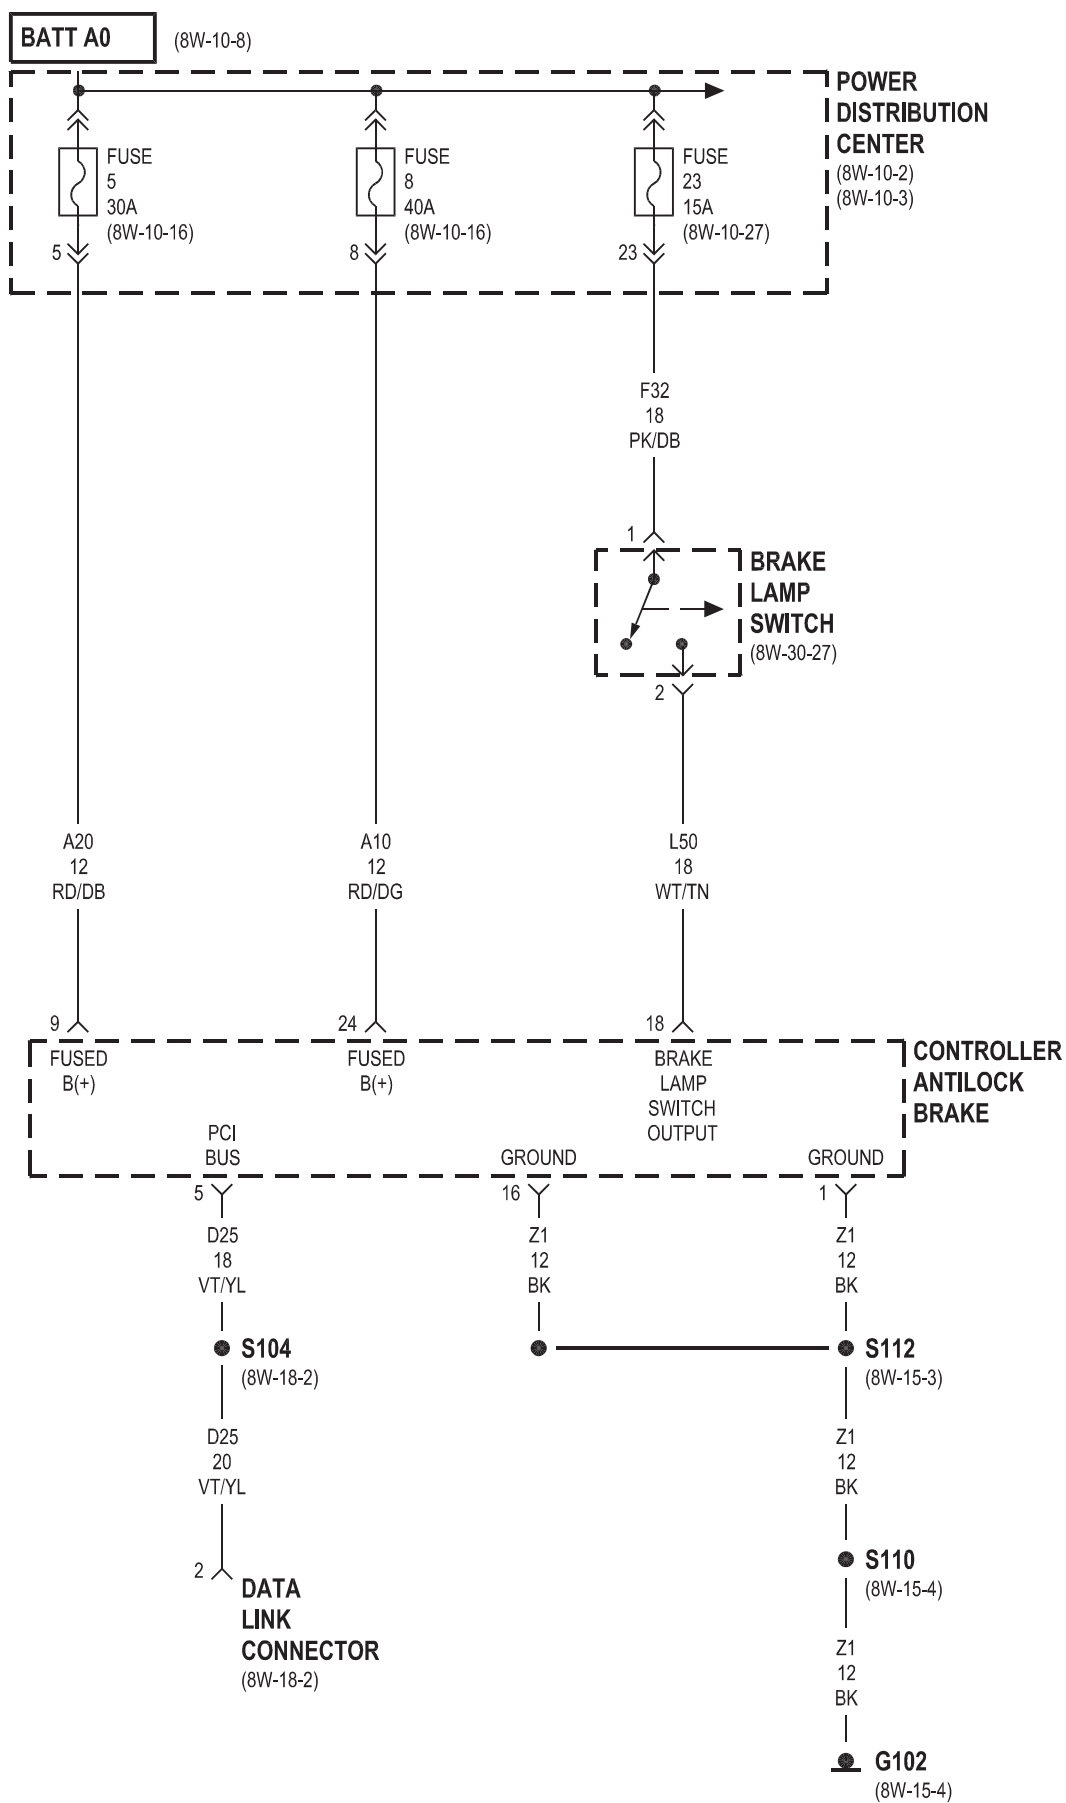 BATT A0
(8W-10-8)
POWER
DISTRIBUTION
CENTER
(8W-10-2)
(8W-10-3)
FUSE
5
30A
(8W-10-16)
5
FUSE
8
40A
(8W-10-16)
8
FUSE
23
15A
(8W-10-27)
23
F32
18
PK/DB
1
BRAKE
LAMP
SWITCH
(8W-30-27)
2
A20
12
RD/DB
A10
12
RD/DG
L50
18
WT/TN
9
24
18
FUSED
B(+)
FUSED
B(+)
BRAKE
LAMP
SWITCH
OUTPUT
CONTROLLER
ANTILOCK
BRAKE
PCI
BUS
GROUND
GROUND
5
16
1
D25
18
VT/YL
Z1
12
BK
Z1
12
BK
S104
(8W-18-2)
S112
(8W-15-3)
D25
20
VT/YL
Z1
12
BK
2
DATA
LINK
CONNECTOR
(8W-18-2)
S110
(8W-15-4)
Z1
12
BK
G102
(8W-15-4)